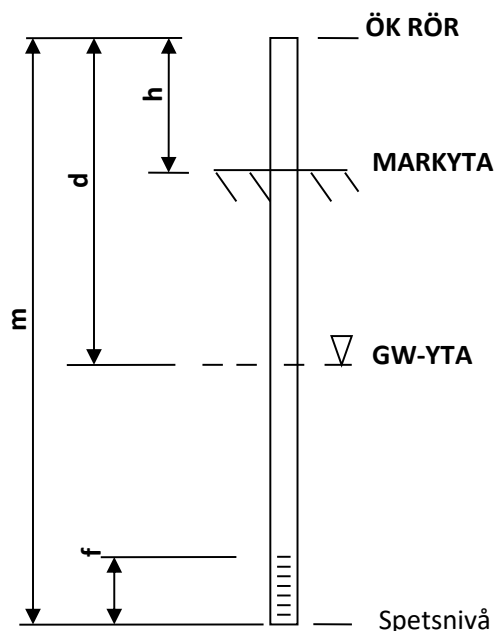 ÖK RÖR
h
MARKYTA
d
m
GW-YTA
f
Spetsnivå